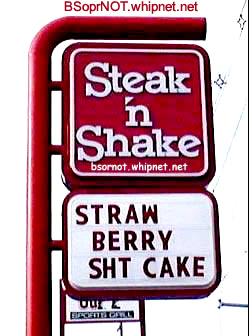 BSoprNOT.whipnet.net
Steak
'n
Shake
bsornot.whipnet.net
STRAW
BERRY
SHT CAKE
SPORTS GRILL